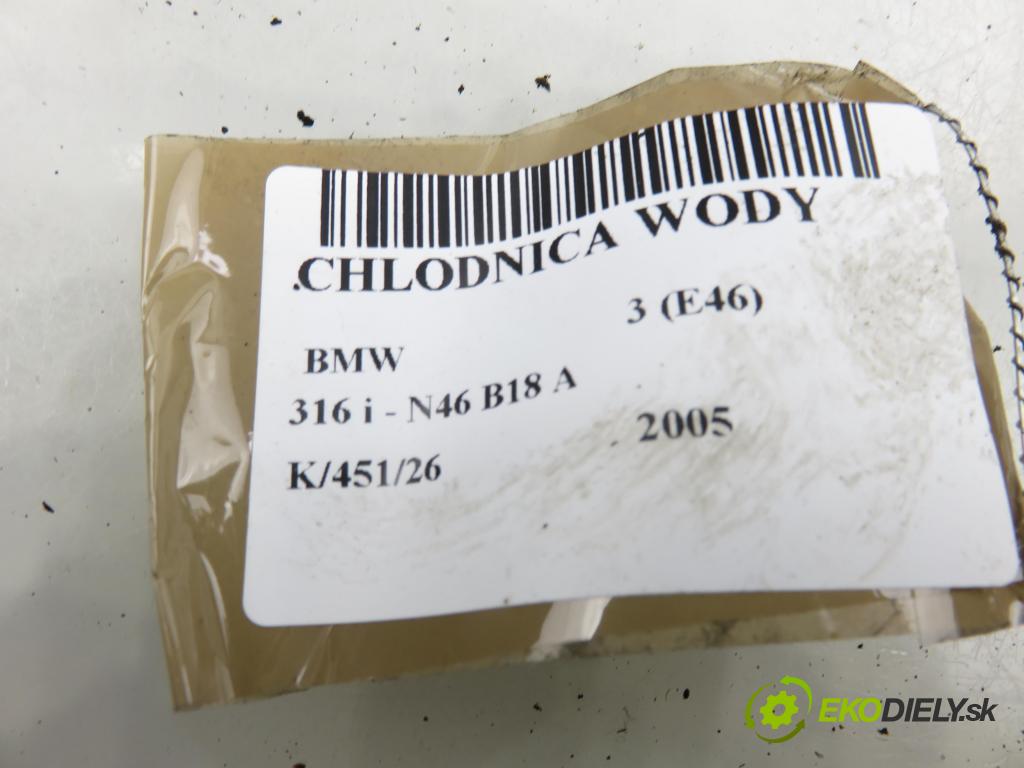 .CHLODNICA WODY
3 (E46)
BMW
316 i - N46 B18 A
2005
K/451/26
EKODIELY.sk